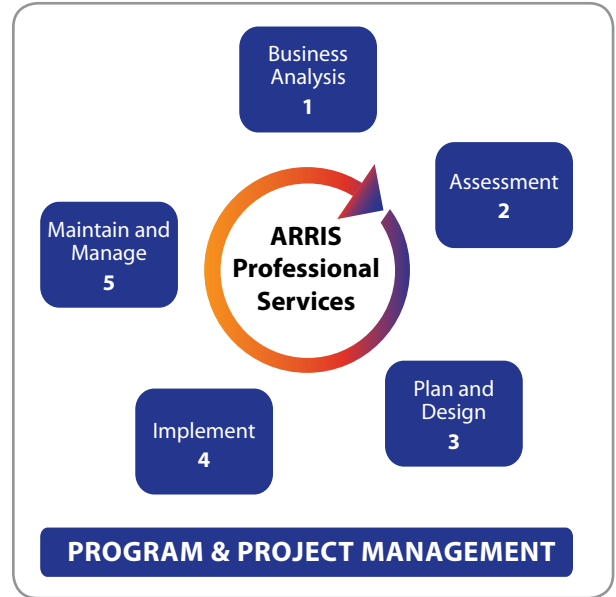 Business
Analysis
1
Assessment
2
Plan and
Design
3
Implement
4
Maintain and
Manage
5
ARRIS
Professional
Services
PROGRAM & PROJECT MANAGEMENT